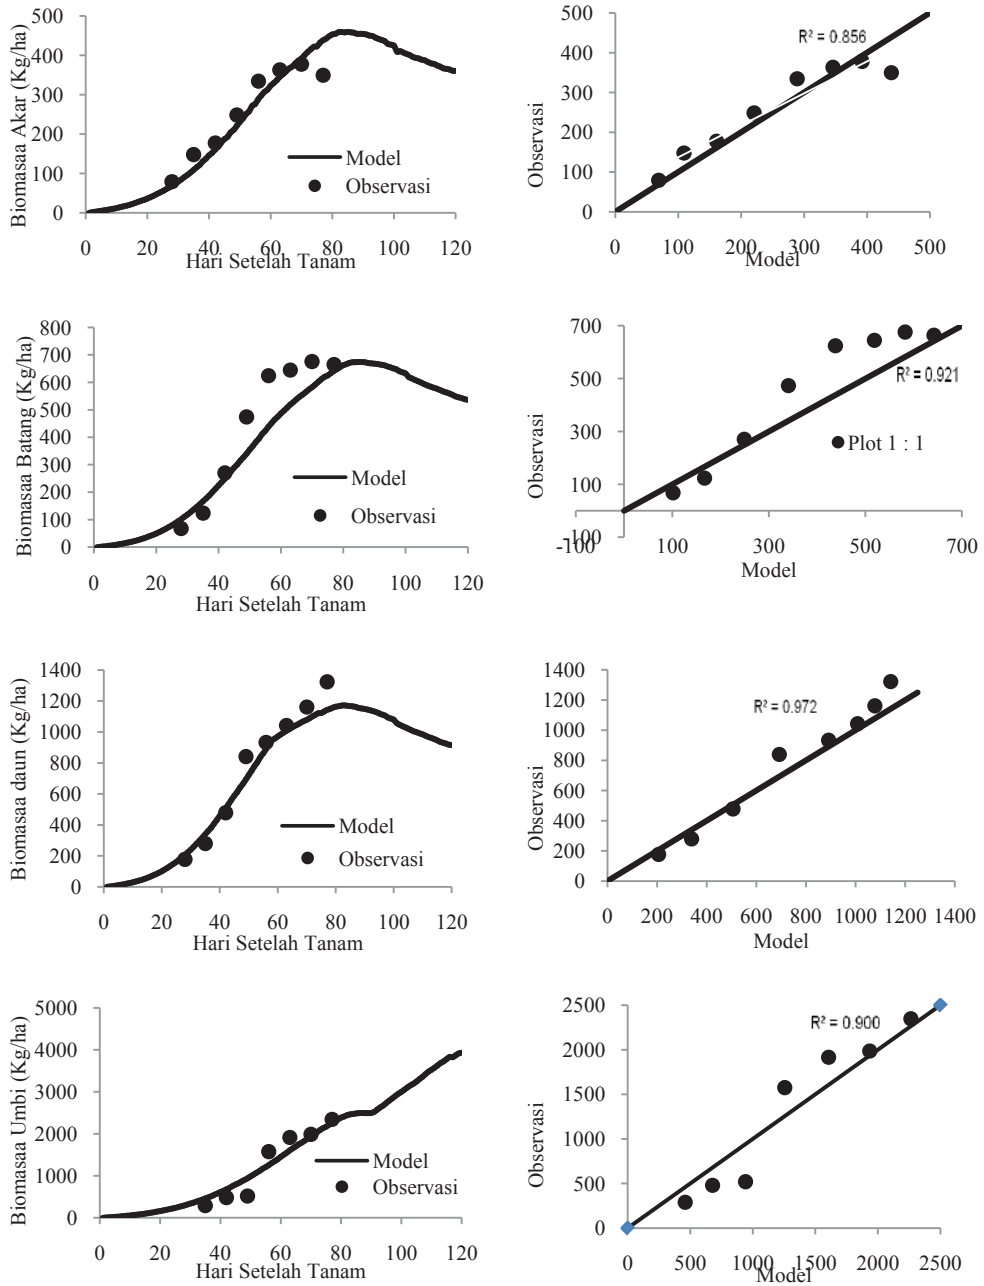 Biomasaa Akar (Kg/ha)
500
400
300
200
100
0
Model
Observasi
0 20 40 60 80 100 120
Hari Setelah Tanam
Observasi
500
400
300
200
100
0
R² = 0.856
0 100 200 300 400 500
Model
Biomasaa Batang (Kg/ha)
800
700
600
500
400
300
200
100
0
Model
Observasi
0 20 40 60 80 100 120
Hari Setelah Tanam
Observasi
700
500
300
100
100
R² = 0.921
Plot 1 : 1
-100 100 300 500 700
Model
Biomasaa daun (Kg/ha)
1400
1200
1000
800
600
400
200
0
Model
Observasi
0 20 40 60 80 100 120
Hari Setelah Tanam
Observasi
1400
1200
1000
800
600
400
200
0
R² = 0.972
0 200 400 600 800 1000 1200 1400
Model
Biomasaa Umbi (Kg/ha)
5000
4000
3000
2000
1000
0
Model
Observasi
0 20 40 60 80 100 120
Hari Setelah Tanam
Observasi
2500
2000
1500
1000
500
0
R² = 0.900
0 500 1000 1500 2000 2500
Model